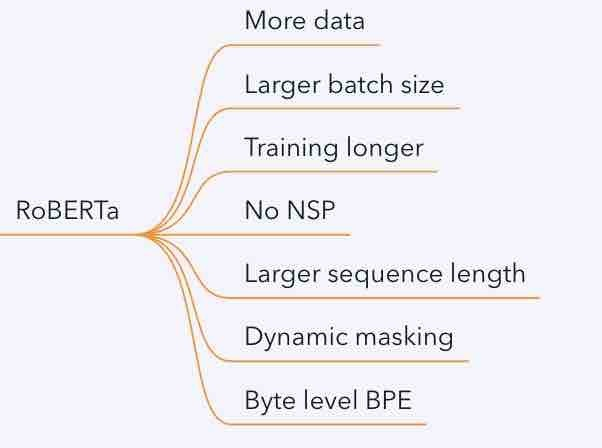 More data
Larger batch size
Training longer
RoBERTa
No NSP
Larger sequence length
Dynamic masking
Byte level BPE